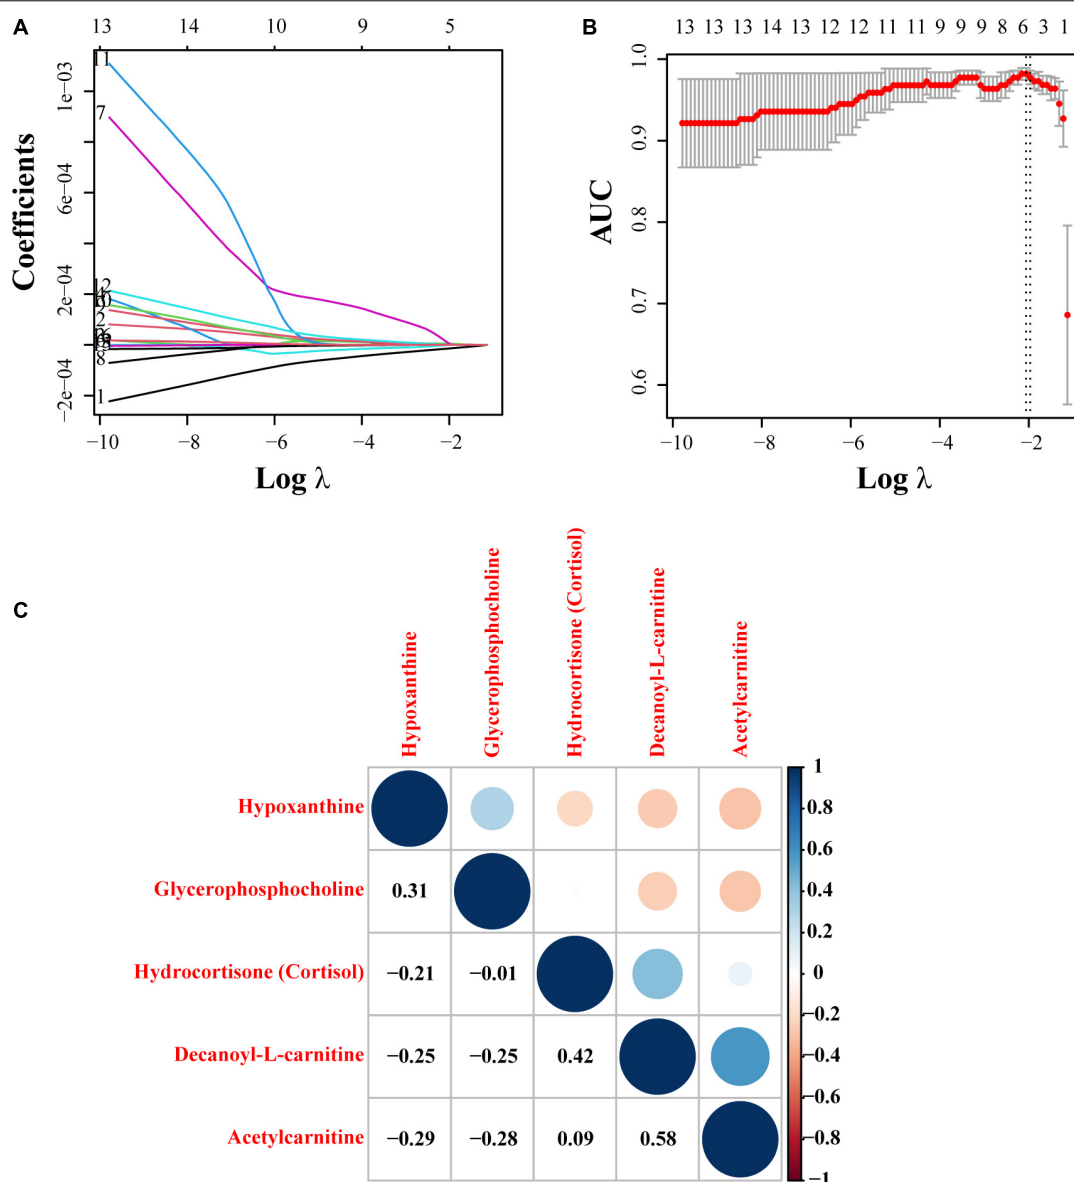 A
13 14 10 9 5
Coefficients
1e−03
6e−04
2e−04
−2e−04
11
7
12
2
8
1
−10 −8 −6 −4 −2
Log λ
B
13 13 13 14 13 12 12 11 11 9 9 9 8 6 3 1
AUC
1.0
0.9
0.8
0.7
0.6
−10 −8 −6 −4 −2
Log λ
C
Hypoxanthine
Glycerophosphocholine
Hydrocortisone (Cortisol)
Decanoyl-L-carnitine
Acetylcarnitine
Hypoxanthine
Glycerophosphocholine 0.31
Hydrocortisone (Cortisol) −0.21 −0.01
Decanoyl-L-carnitine −0.25 −0.25 0.42
Acetylcarnitine −0.29 −0.28 0.09 0.58
1
0.8
0.6
0.4
0.2
0
−0.2
−0.4
−0.6
−0.8
−1